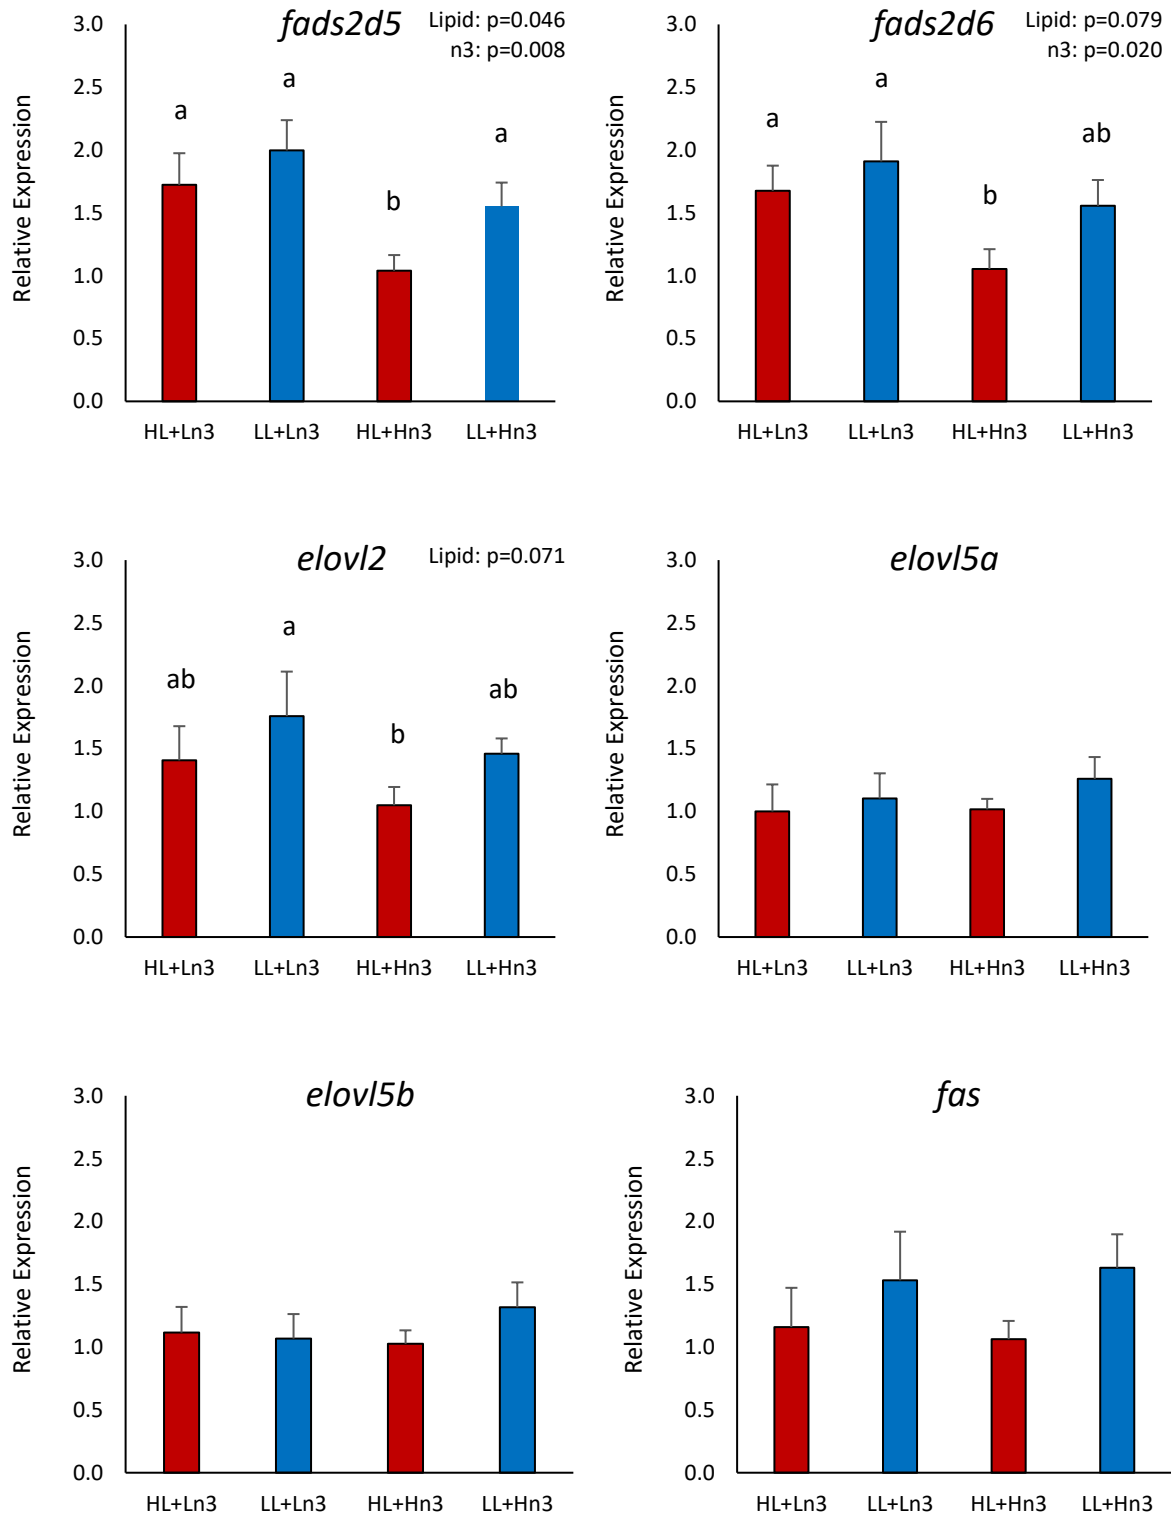 fads2d5
Lipid: p=0.046
n3: p=0.008
Relative Expression
3.0
2.5
2.0
1.5
1.0
0.5
0.0
a
a
b
a
HL+Ln3 LL+Ln3 HL+Hn3 LL+Hn3
fads2d6
Lipid: p=0.079
n3: p=0.020
Relative Expression
3.0
2.5
2.0
1.5
1.0
0.5
0.0
a
a
b
ab
HL+Ln3 LL+Ln3 HL+Hn3 LL+Hn3
elovl2
Lipid: p=0.071
Relative Expression
3.0
2.5
2.0
1.5
1.0
0.5
0.0
ab
a
b
ab
HL+Ln3 LL+Ln3 HL+Hn3 LL+Hn3
elovl5a
Relative Expression
3.0
2.5
2.0
1.5
1.0
0.5
0.0
HL+Ln3 LL+Ln3 HL+Hn3 LL+Hn3
elovl5b
Relative Expression
3.0
2.5
2.0
1.5
1.0
0.5
0.0
HL+Ln3 LL+Ln3 HL+Hn3 LL+Hn3
fas
Relative Expression
3.0
2.5
2.0
1.5
1.0
0.5
0.0
HL+Ln3 LL+Ln3 HL+Hn3 LL+Hn3